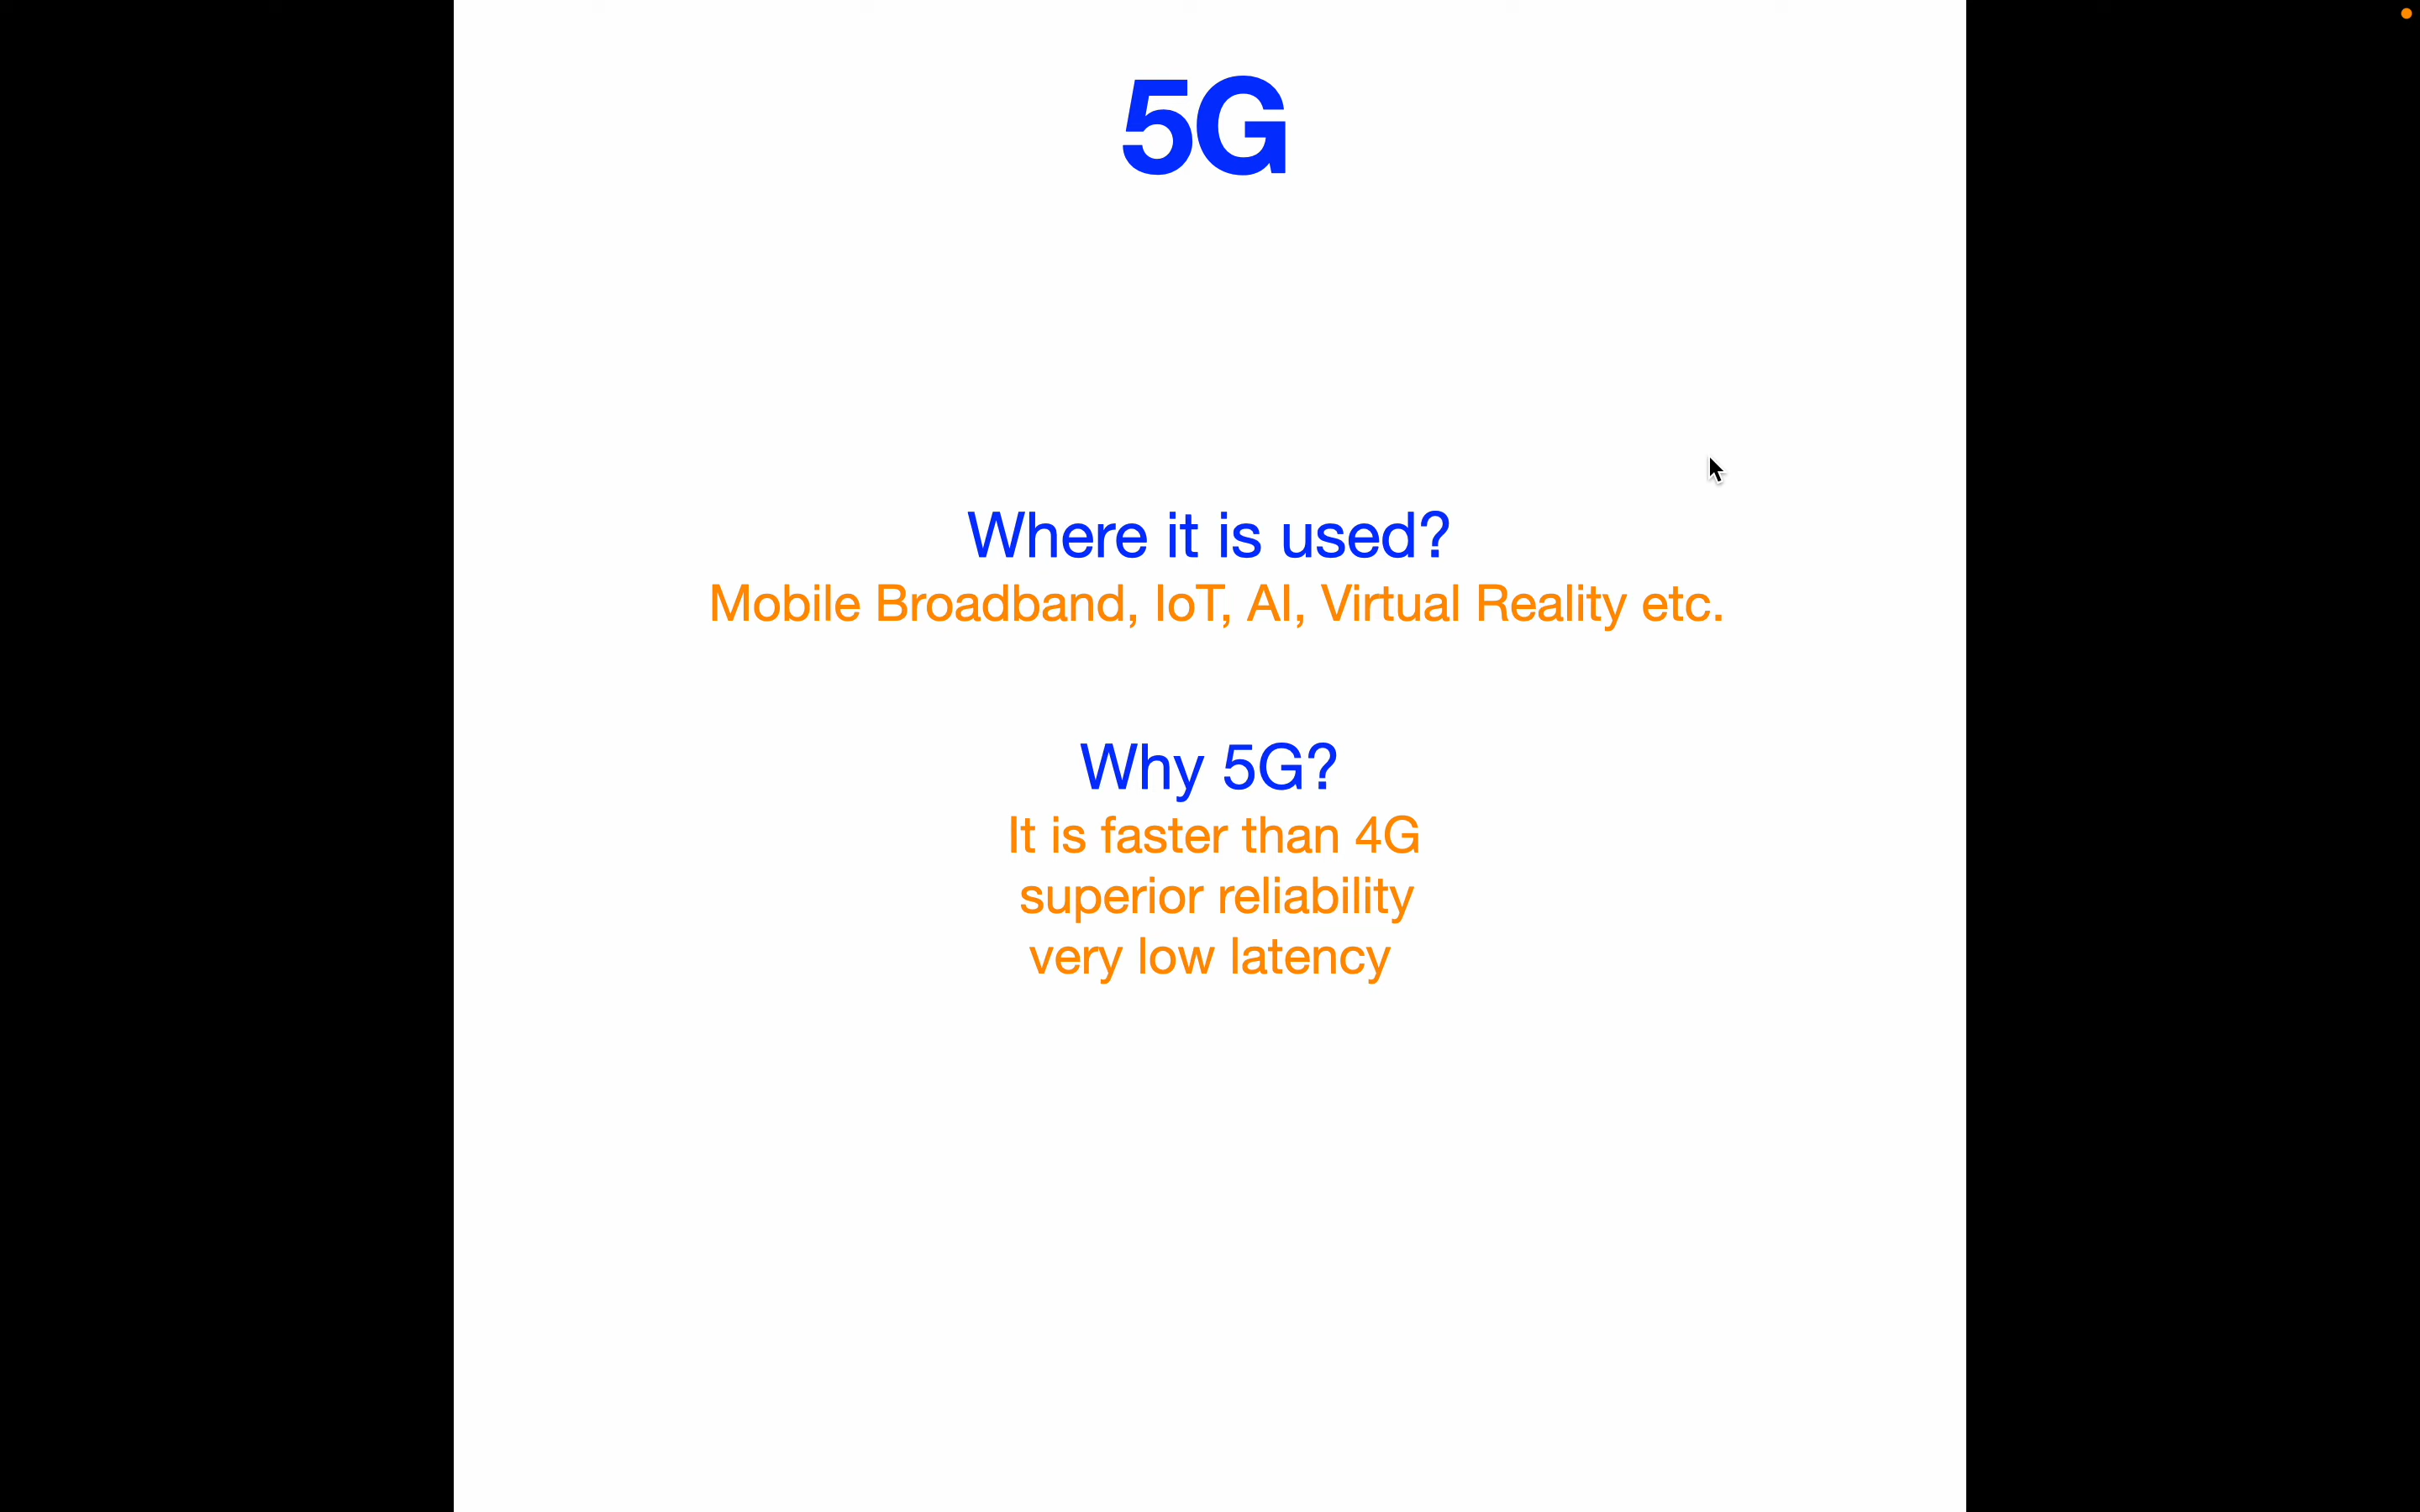 5G
Where it is used?
Mobile Broadband, IoT, AI, Virtual Reality etc.
Why 5G?
It is faster than 4G
superior reliability
very low latency